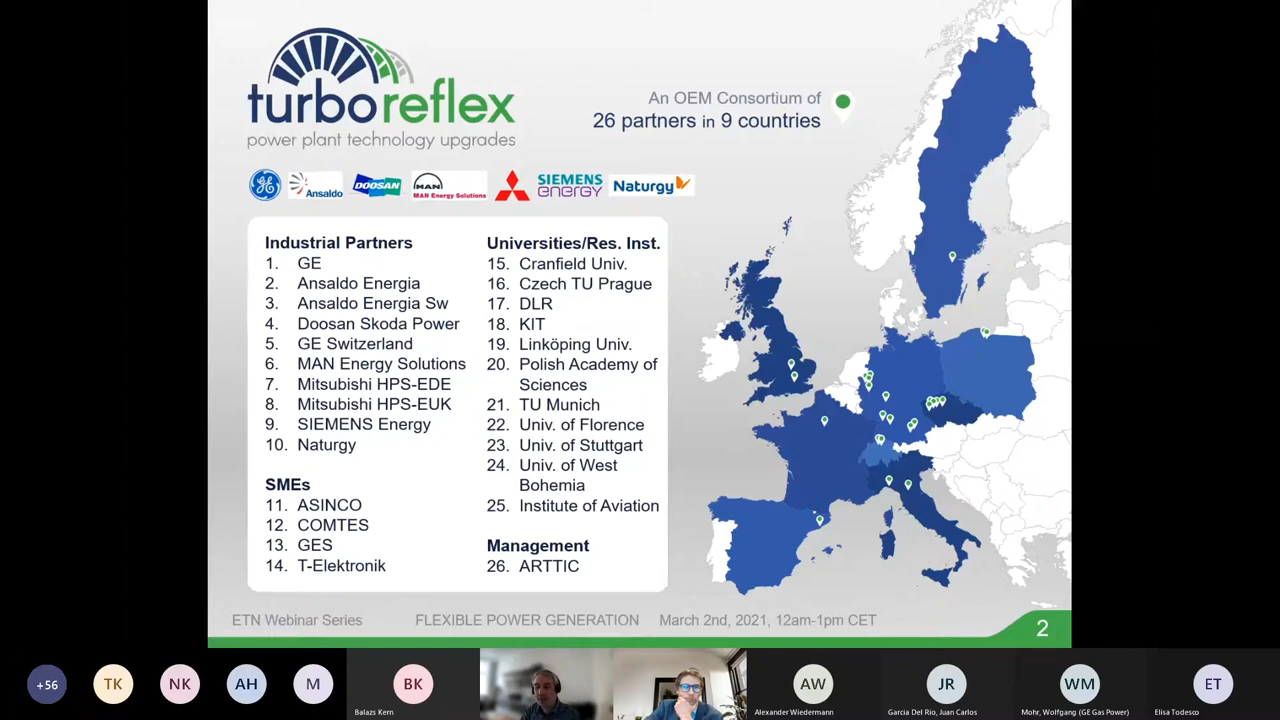 turboreflex
power plant technology upgrades
An OEM Consortium of
26 partners in 9 countries
GE
Ansaldo
DOOSAN
MAN
MAN Energy Solutions
SIEMENS
energy
Naturgy
Industrial Partners
1. GE
2. Ansaldo Energia
3. Ansaldo Energia Sw
4. Doosan Skoda Power
5. GE Switzerland
6. MAN Energy Solutions
7. Mitsubishi HPS-EDE
8. Mitsubishi HPS-EUK
9. SIEMENS Energy
10. Naturgy
SMEs
11. ASINCO
12. COMTES
13. GES
14. T-Elektronik
Universities/Res. Inst.
15. Cranfield Univ.
16. Czech TU Prague
17. DLR
18. KIT
19. Linköping Univ.
20. Polish Academy of
Sciences
21. TU Munich
22. Univ. of Florence
23. Univ. of Stuttgart
24. Univ. of West
Bohemia
25. Institute of Aviation
Management
26. ARTTIC
ETN Webinar Series FLEXIBLE POWER GENERATION March 2nd, 2021, 12am-1pm CET
2
+56 TK NK AH M BK AW JR WM ET
Balazs Kern Alexander Wiedermann Garcia Del Rio, Juan Carlos Mohr, Wolfgang (GE Gas Power) Elisa Todesco